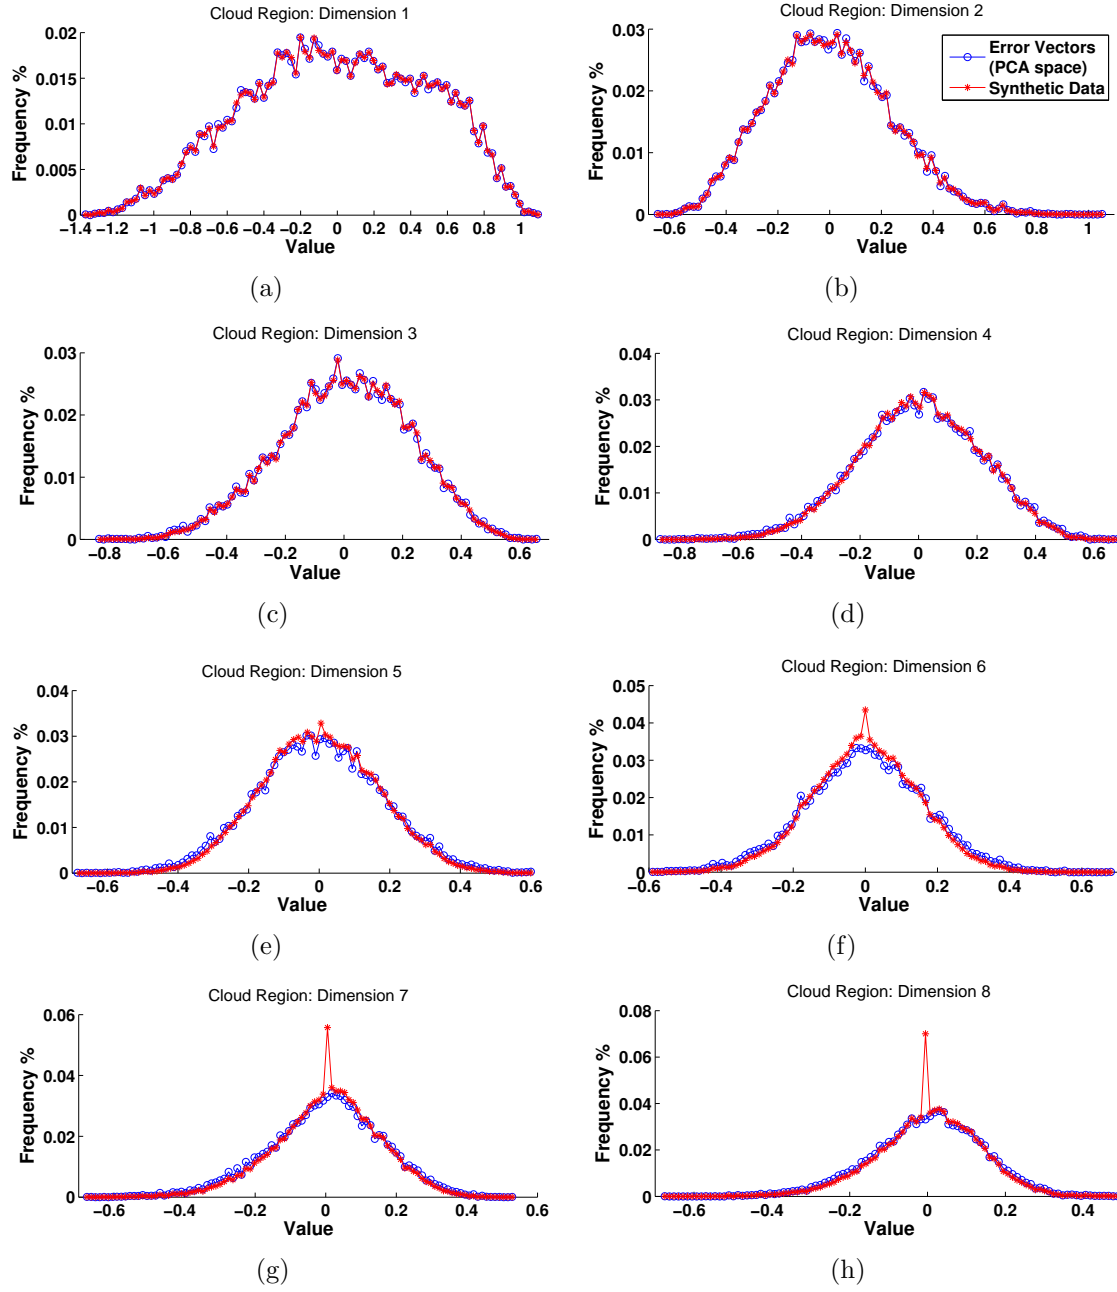 Cloud Region: Dimension 1
Frequency %
0.02
0.015
0.01
0.005
0
−1.4 −1.2 −1 −0.8 −0.6 −0.4 −0.2 0 0.2 0.4 0.6 0.8 1
Value
(a)
Cloud Region: Dimension 2
Frequency %
0.03
0.02
0.01
0
−0.6 −0.4 −0.2 0 0.2 0.4 0.6 0.8 1
Value
Error Vectors
(PCA space)
Synthetic Data
(b)
Cloud Region: Dimension 3
Frequency %
0.03
0.02
0.01
0
−0.8 −0.6 −0.4 −0.2 0 0.2 0.4 0.6
Value
(c)
Cloud Region: Dimension 4
Frequency %
0.04
0.03
0.02
0.01
0
−0.8 −0.6 −0.4 −0.2 0 0.2 0.4 0.6
Value
(d)
Cloud Region: Dimension 5
Frequency %
0.04
0.03
0.02
0.01
0
−0.6 −0.4 −0.2 0 0.2 0.4 0.6
Value
(e)
Cloud Region: Dimension 6
Frequency %
0.05
0.04
0.03
0.02
0.01
0
−0.6 −0.4 −0.2 0 0.2 0.4 0.6
Value
(f)
Cloud Region: Dimension 7
Frequency %
0.06
0.04
0.02
0
−0.6 −0.4 −0.2 0 0.2 0.4 0.6
Value
(g)
Cloud Region: Dimension 8
Frequency %
0.08
0.06
0.04
0.02
0
−0.6 −0.4 −0.2 0 0.2 0.4
Value
(h)